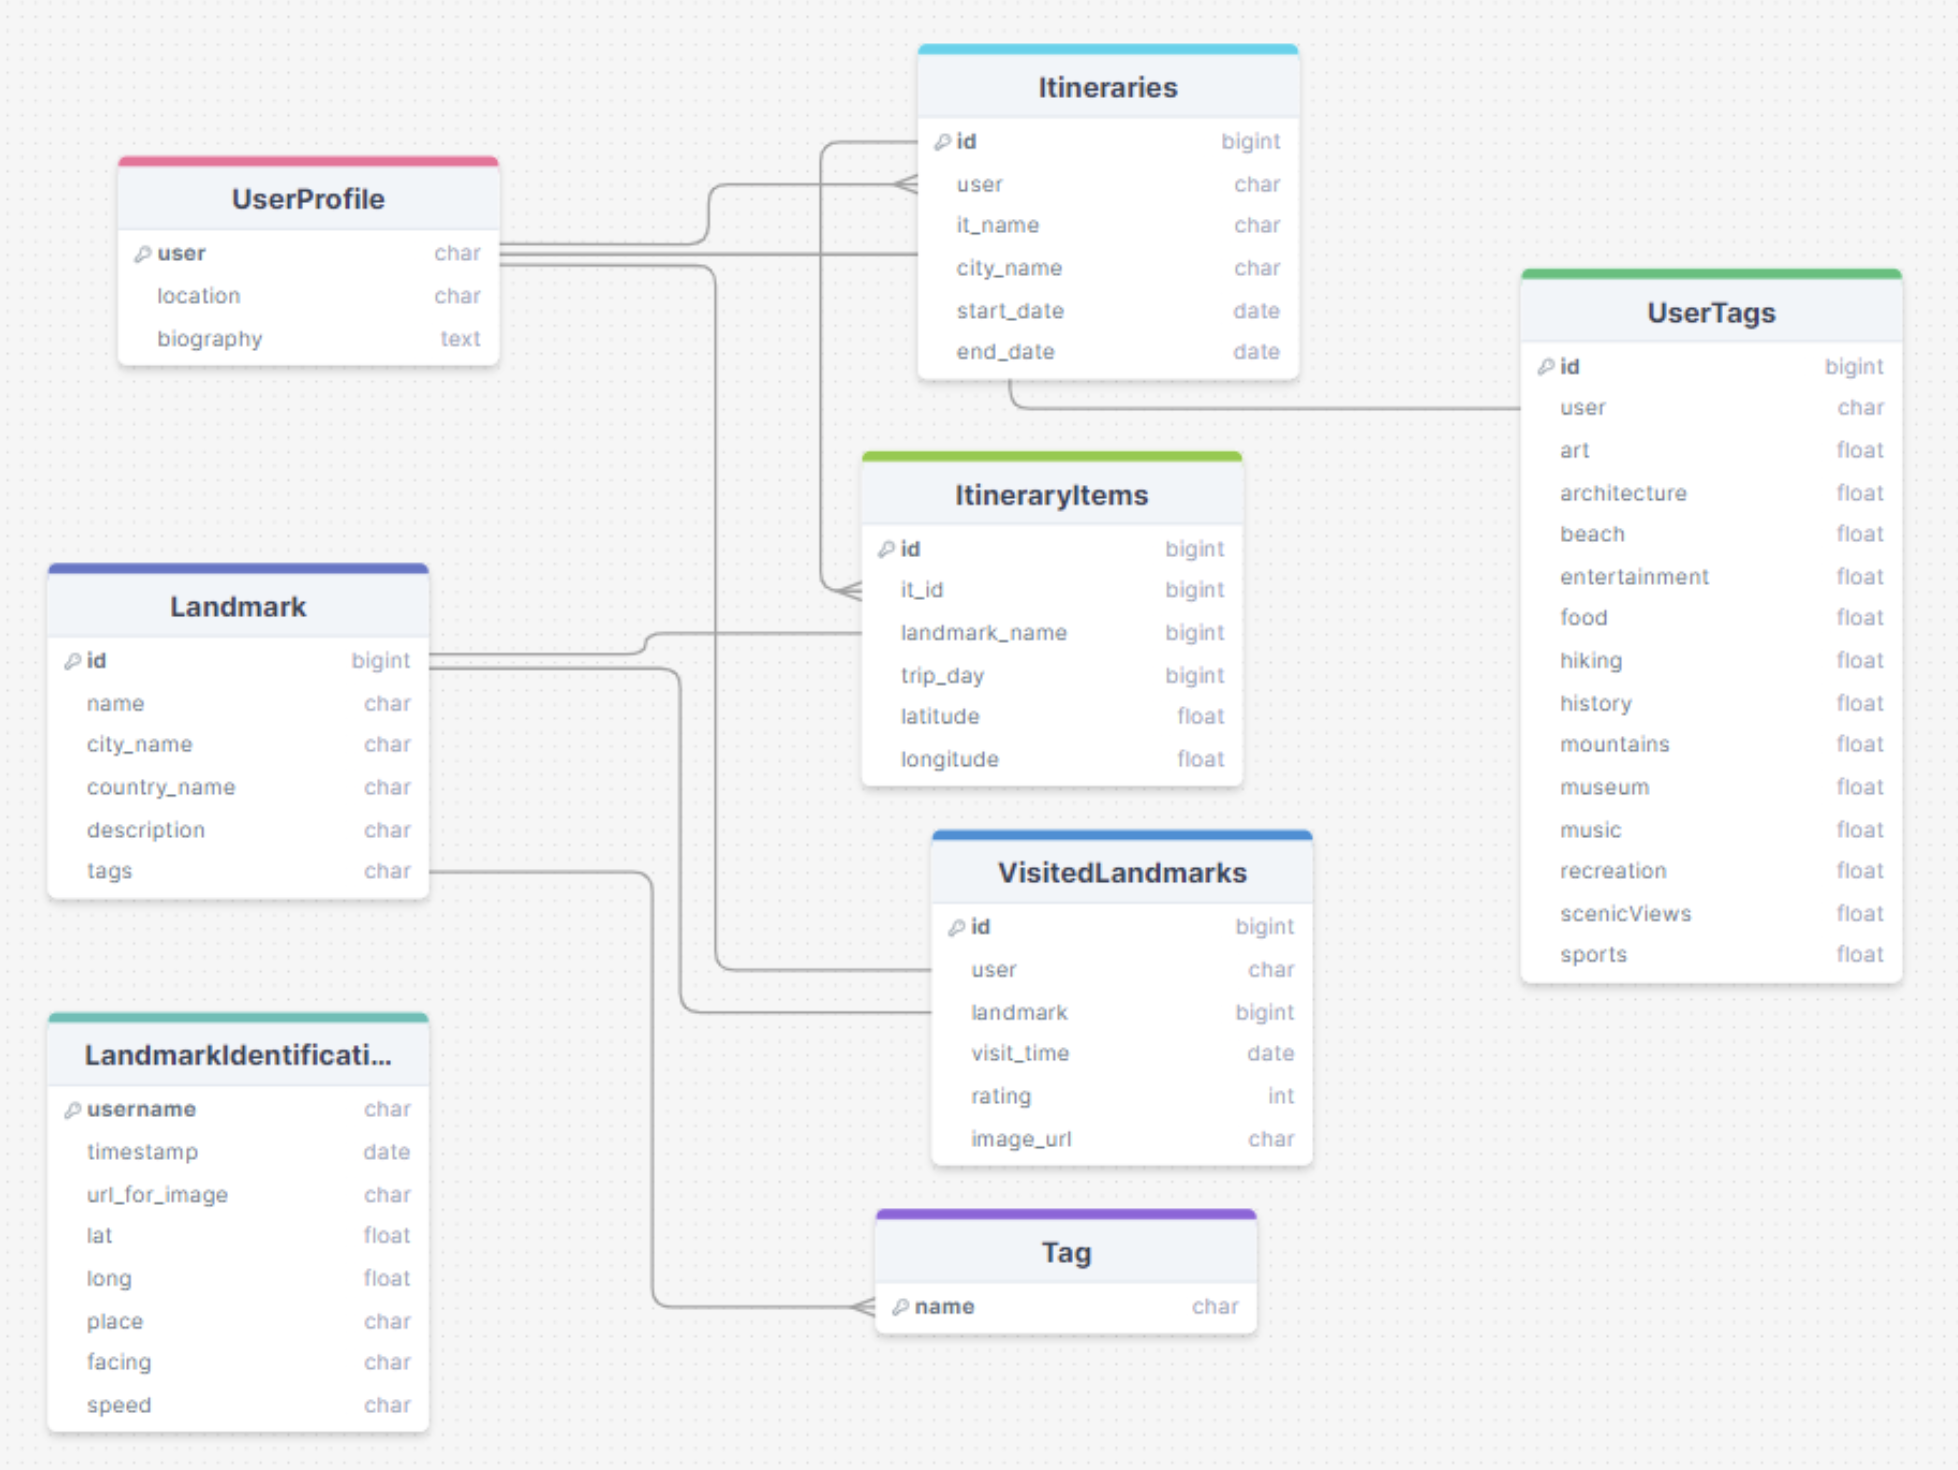 UserProfile
user char
location char
biography text
Itineraries
id bigint
user char
it_name char
city_name char
start_date date
end_date date
UserTags
id bigint
user char
art float
architecture float
beach float
entertainment float
food float
hiking float
history float
mountains float
museum float
music float
recreation float
scenicViews float
sports float
ItineraryItems
id bigint
it_id bigint
landmark_name bigint
trip_day bigint
latitude float
longitude float
Landmark
id bigint
name char
city_name char
country_name char
description char
tags char
VisitedLandmarks
id bigint
user char
landmark bigint
visit_time date
rating int
image_url char
LandmarkIdentificati...
username char
timestamp date
url_for_image char
lat float
long float
place char
facing char
speed char
Tag
name char